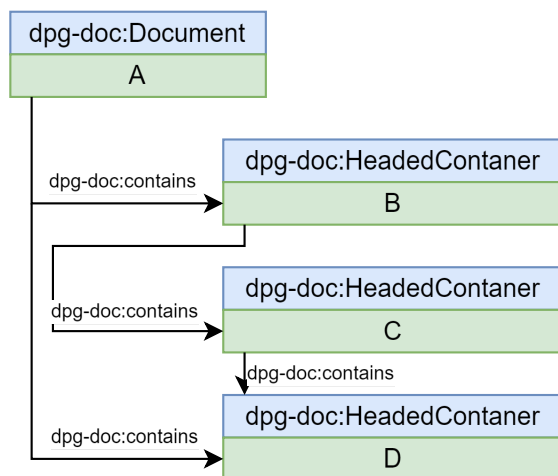 dpg-doc:Document
A
dpg-doc:HeadedContaner
dpg-doc:contains
B
dpg-doc:HeadedContaner
dpg-doc:contains
C
dpg-doc:contains
dpg-doc:HeadedContaner
dpg-doc:contains
D